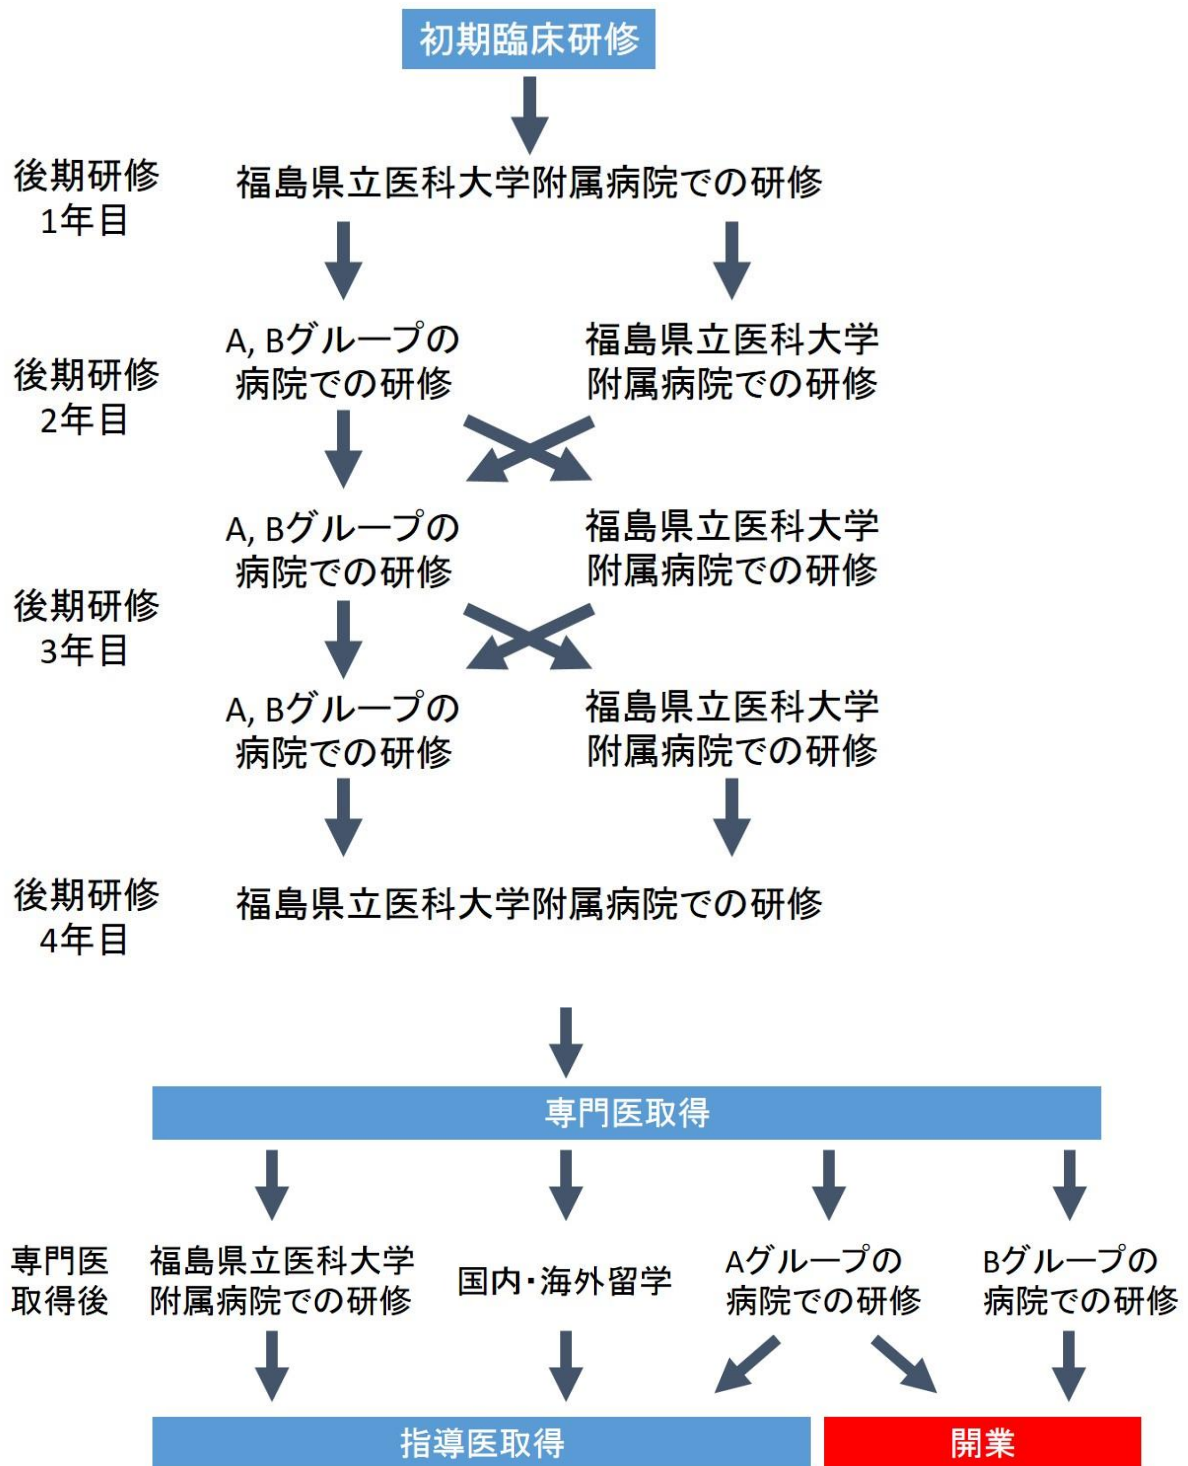 初期臨床研修
後期研修
1年目
福島県立医科大学附属病院での研修
後期研修
2年目
A, Bグループの
病院での研修
福島県立医科大学
附属病院での研修
A, Bグループの
病院での研修
福島県立医科大学
附属病院での研修
後期研修
3年目
A, Bグループの
病院での研修
福島県立医科大学
附属病院での研修
後期研修
4年目
福島県立医科大学附属病院での研修
専門医取得
専門医
取得後
福島県立医科大学
附属病院での研修
国内・海外留学
Aグループの
病院での研修
Bグループの
病院での研修
指導医取得
開業